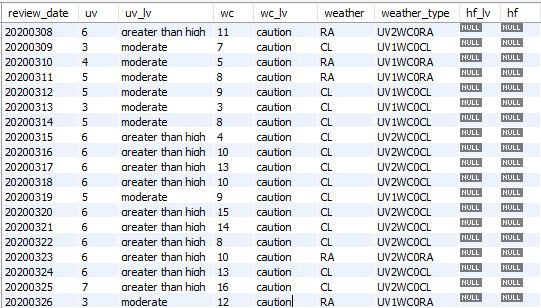 review_date uv uv_lv wc wc_lv weather weather_type hf_lv hf
20200308 6 greater than high 11 caution RA UV2WC0RA NULL NULL
20200309 3 moderate 7 caution CL UV1WC0CL NULL NULL
20200310 4 moderate 5 caution RA UV1WC0RA NULL NULL
20200311 5 moderate 8 caution RA UV1WC0RA NULL NULL
20200312 5 moderate 9 caution CL UV1WC0CL NULL NULL
20200313 3 moderate 3 caution CL UV1WC0CL NULL NULL
20200314 5 moderate 8 caution CL UV1WC0CL NULL NULL
20200315 6 greater than high 4 caution CL UV2WC0CL NULL NULL
20200316 6 greater than high 10 caution CL UV2WC0CL NULL NULL
20200317 6 greater than high 13 caution CL UV2WC0CL NULL NULL
20200318 6 greater than high 10 caution CL UV2WC0CL NULL NULL
20200319 5 moderate 9 caution CL UV1WC0CL NULL NULL
20200320 6 greater than high 15 caution CL UV2WC0CL NULL NULL
20200321 6 greater than high 14 caution CL UV2WC0CL NULL NULL
20200322 6 greater than high 8 caution CL UV2WC0CL NULL NULL
20200323 6 greater than high 10 caution RA UV2WC0RA NULL NULL
20200324 6 greater than high 13 caution CL UV2WC0CL NULL NULL
20200325 7 greater than high 16 caution CL UV2WC0CL NULL NULL
20200326 3 moderate 12 caution RA UV1WC0RA NULL NULL